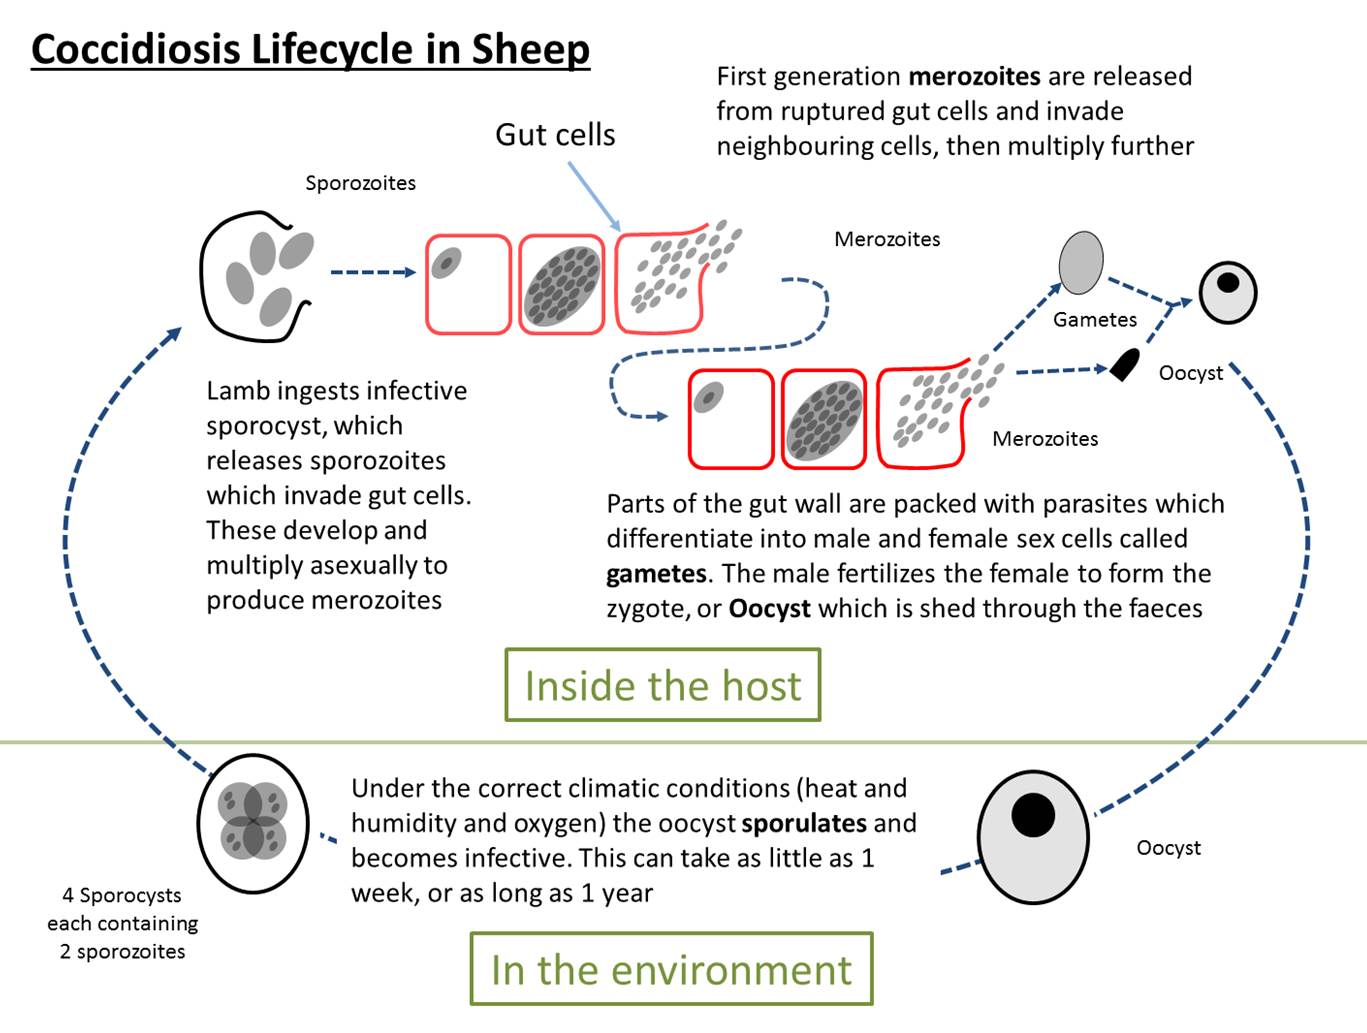 Coccidiosis Lifecycle in Sheep
First generation merozoites are released
from ruptured gut cells and invade
neighbouring cells, then multiply further
Gut cells
Sporozoites
Merozoites
Gametes
Oocyst
Merozoites
Lamb ingests infective
sporocyst, which
releases sporozoites
which invade gut cells.
These develop and
multiply asexually to
produce merozoites
Parts of the gut wall are packed with parasites which
differentiate into male and female sex cells called
gametes. The male fertilizes the female to form the
zygote, or Oocyst which is shed through the faeces
Inside the host
Under the correct climatic conditions (heat and
humidity and oxygen) the oocyst sporulates and
becomes infective. This can take as little as 1
week, or as long as 1 year
Oocyst
4 Sporocysts
each containing
2 sporozoites
In the environment